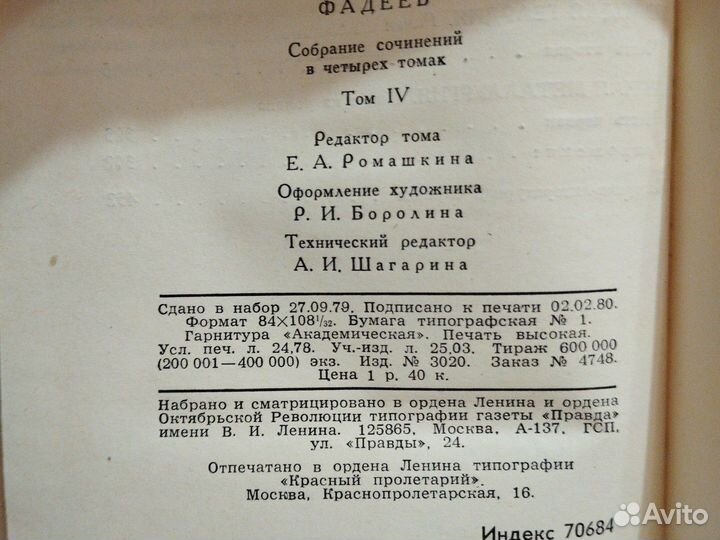 ФАДЕЕВ
Собрание сочинений
в четырех томах
Том IV
Редактор тома
Е. А. Ромашкина
Оформление художника
Р. И. Боролина
Технический редактор
А. И. Шагарина
Сдано в набор 27.09.79. Подписано к печати 02.02.80.
Формат 84×108¹/₃₂. Бумага типографская № 1.
Гарнитура «Академическая». Печать высокая.
Усл. печ. л. 24,78. Уч.-изд. л. 25,03. Тираж 600 000
(200 001—400 000) экз. Изд. № 3020. Заказ № 4748.
Цена 1 р. 40 к.
Набрано и сматрицировано в ордена Ленина и ордена
Октябрьской Революции типографии газеты «Правда»
имени В. И. Ленина. 125865, Москва, А-137, ГСП,
ул. «Правды», 24.
Отпечатано в ордена Ленина типографии
«Красный пролетарий».
Москва, Краснопролетарская, 16.
Индекс 70684
Avito